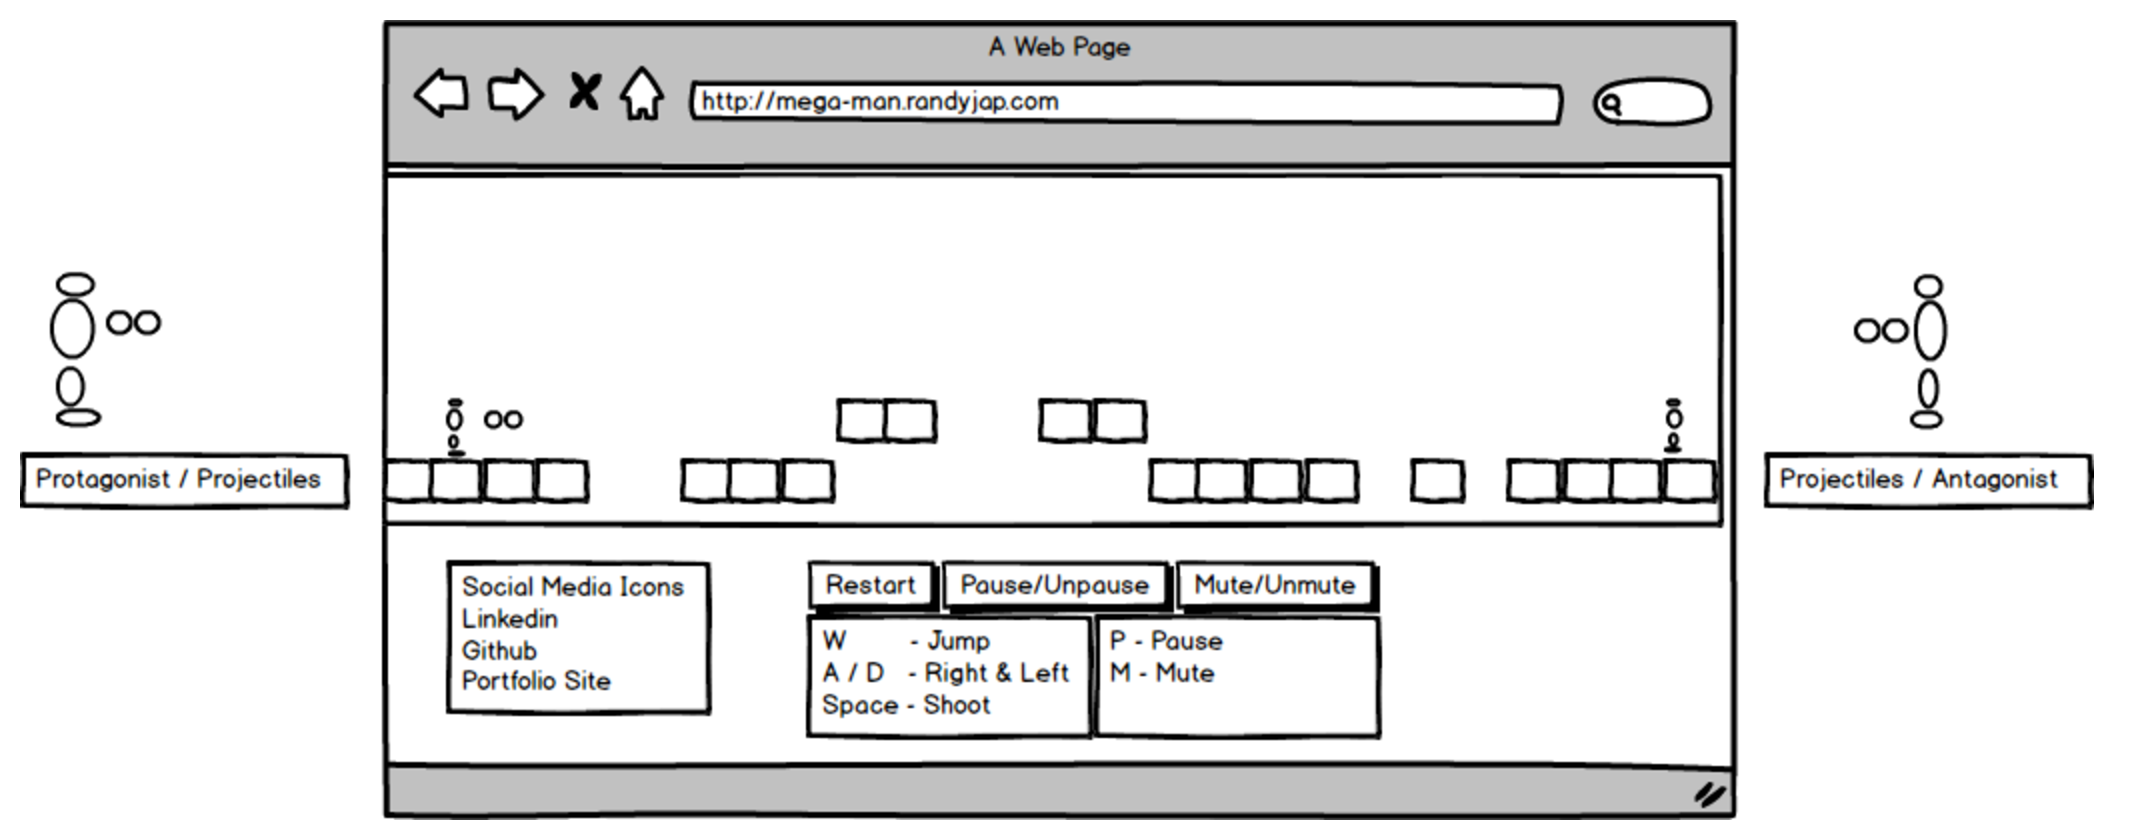 A Web Page
http://mega-man.randyjap.com
Protagonist / Projectiles
Projectiles / Antagonist
Social Media Icons
Linkedin
Github
Portfolio Site
Restart
Pause/Unpause
Mute/Unmute
W - Jump
A / D - Right & Left
Space - Shoot
P - Pause
M - Mute